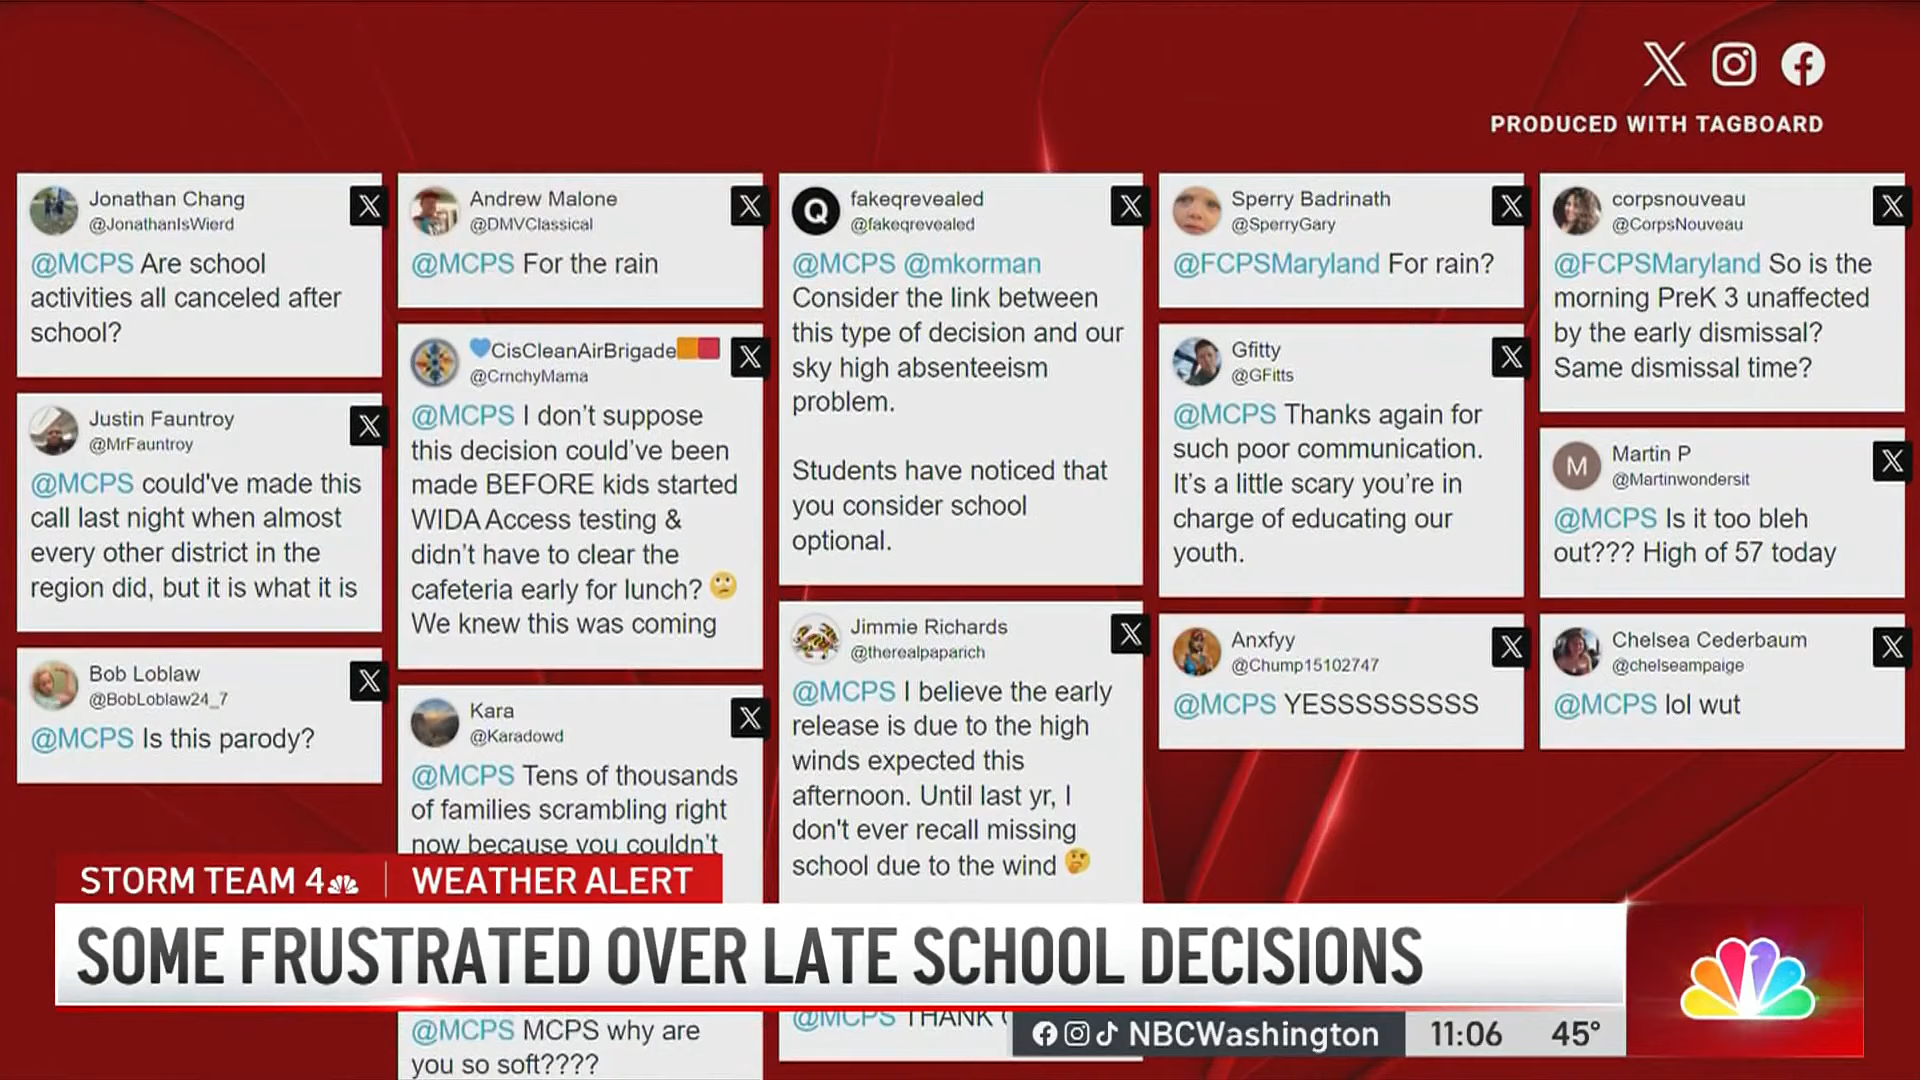 PRODUCED WITH TAGBOARD
Jonathan Chang
@JonathanIsWierd
@MCPS Are school
activities all canceled after
school?
Justin Fauntroy
@MrFauntroy
@MCPS could've made this
call last night when almost
every other district in the
region did, but it is what it is
Bob Loblaw
@BobLoblaw24_7
@MCPS Is this parody?
Andrew Malone
@DMVClassical
@MCPS For the rain
💙CisCleanAirBrigade🟧🟥
@CrnchyMama
@MCPS I don't suppose
this decision could've been
made BEFORE kids started
WIDA Access testing &
didn't have to clear the
cafeteria early for lunch? 🙄
We knew this was coming
Kara
@Karadowd
@MCPS Tens of thousands
of families scrambling right
now because you couldn't
@MCPS MCPS why are
you so soft????
Q
fakeqrevealed
@fakeqrevealed
@MCPS @mkorman
Consider the link between
this type of decision and our
sky high absenteeism
problem.
Students have noticed that
you consider school
optional.
Jimmie Richards
@therealpaparich
@MCPS I believe the early
release is due to the high
winds expected this
afternoon. Until last yr, I
don't ever recall missing
school due to the wind 🤔
@MCPS THANK
Sperry Badrinath
@SperryGary
@FCPSMaryland For rain?
Gfitty
@GFitts
@MCPS Thanks again for
such poor communication.
It's a little scary you're in
charge of educating our
youth.
Anxfyy
@Chump15102747
@MCPS YESSSSSSSSS
corpsnouveau
@CorpsNouveau
@FCPSMaryland So is the
morning PreK 3 unaffected
by the early dismissal?
Same dismissal time?
M
Martin P
@Martinwondersit
@MCPS Is it too bleh
out??? High of 57 today
Chelsea Cederbaum
@chelseampaige
@MCPS lol wut
STORM TEAM 4 WEATHER ALERT
SOME FRUSTRATED OVER LATE SCHOOL DECISIONS
NBCWashington 11:06 45°